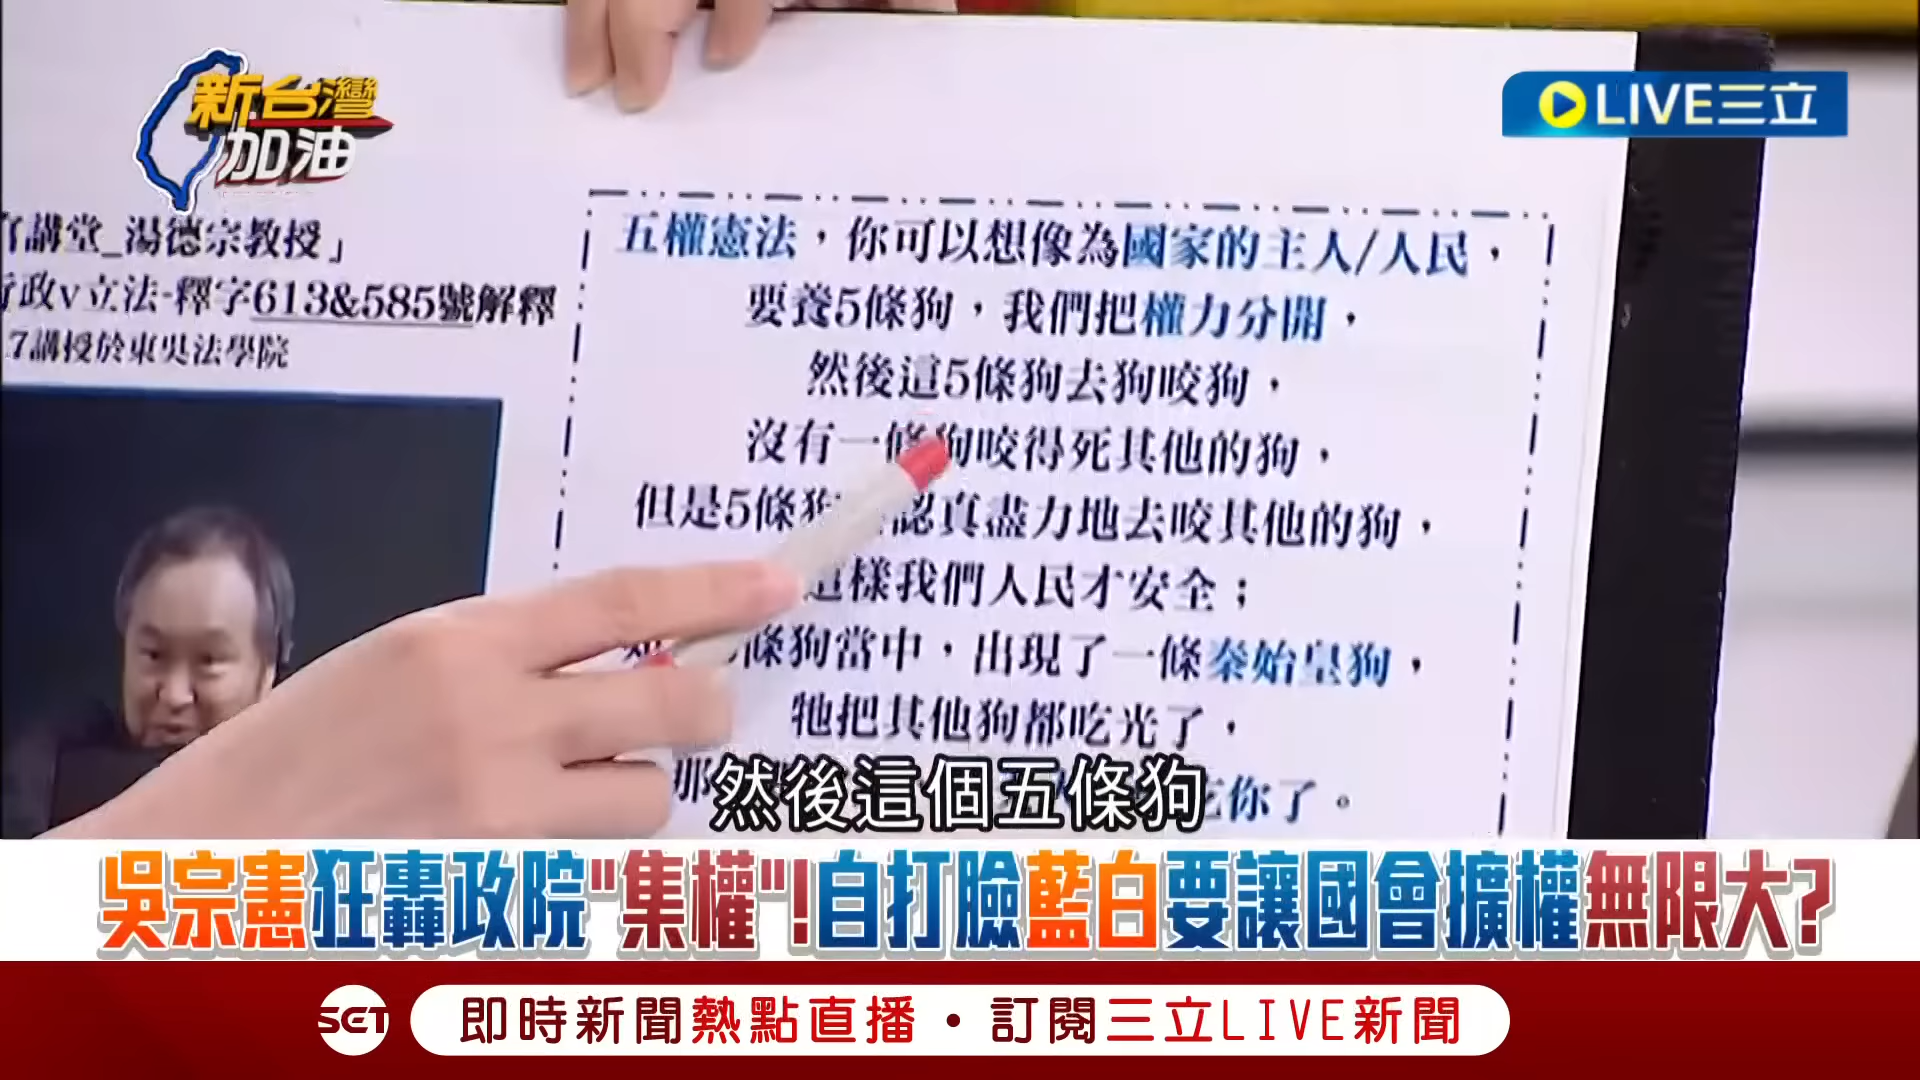 新台灣
加油
LIVE三立
講堂_湯德宗教授」
政v立法-釋字613&585號解釋
7講授於東吳法學院
五權憲法，你可以想像為國家的主人/人民，
要養5條狗，我們把權力分開，
然後這5條狗去狗咬狗，
沒有一條狗咬得死其他的狗，
但是5條狗 認真盡力地去咬其他的狗，
這樣我們人民才安全；
條狗當中，出現了一條秦始皇狗，
牠把其他狗都吃光了，
那 吃你了。
然後這個五條狗
吳宗憲狂轟政院"集權"!自打臉藍白要讓國會擴權無限大?
SET 即時新聞熱點直播・訂閱三立LIVE新聞